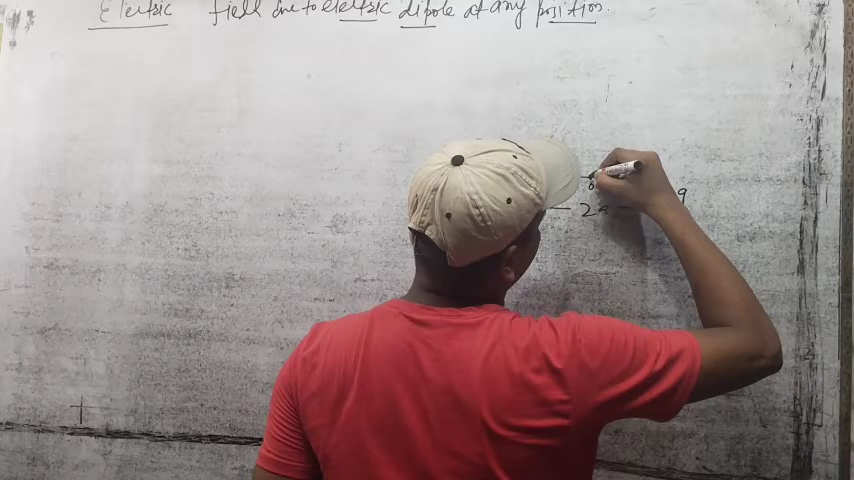 Electric field due to electric dipole at any position.
2a
q